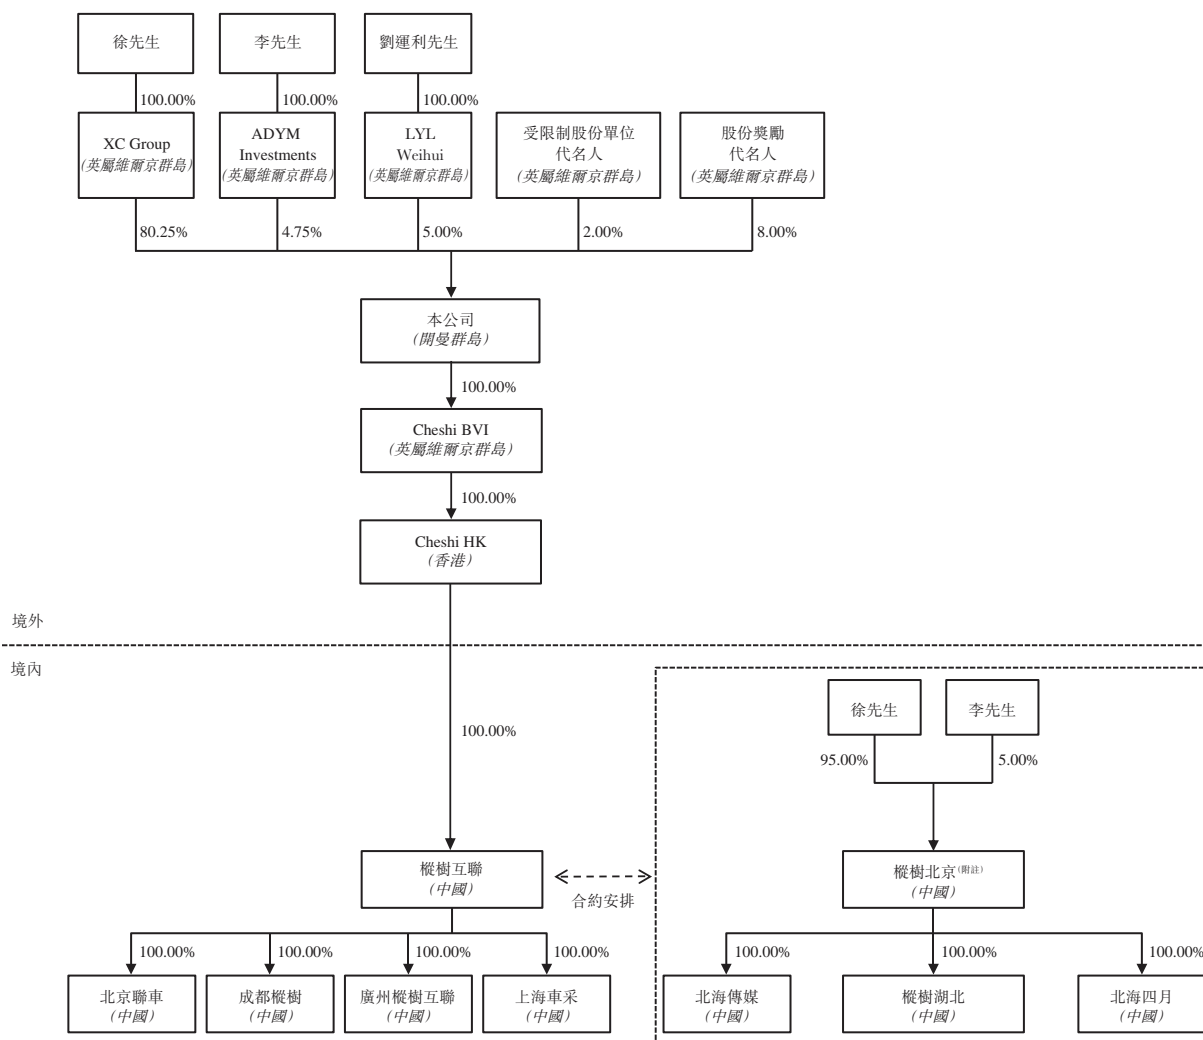 徐先生
李先生
劉運利先生
100.00%
100.00%
100.00%
XC Group
(英屬維爾京群島)
ADYM
Investments
(英屬維爾京群島)
LYL
Weihui
(英屬維爾京群島)
受限制股份單位
代名人
(英屬維爾京群島)
股份獎勵
代名人
(英屬維爾京群島)
80.25%
4.75%
5.00%
2.00%
8.00%
本公司
(開曼群島)
100.00%
Cheshi BVI
(英屬維爾京群島)
100.00%
Cheshi HK
(香港)
境外
境內
100.00%
徐先生
李先生
95.00%
5.00%
樅樹互聯
(中國)
合約安排
樅樹北京(附註)
(中國)
100.00%
100.00%
100.00%
100.00%
100.00%
100.00%
100.00%
北京聯車
(中國)
成都樅樹
(中國)
廣州樅樹互聯
(中國)
上海車采
(中國)
北海傳媒
(中國)
樅樹湖北
(中國)
北海四月
(中國)